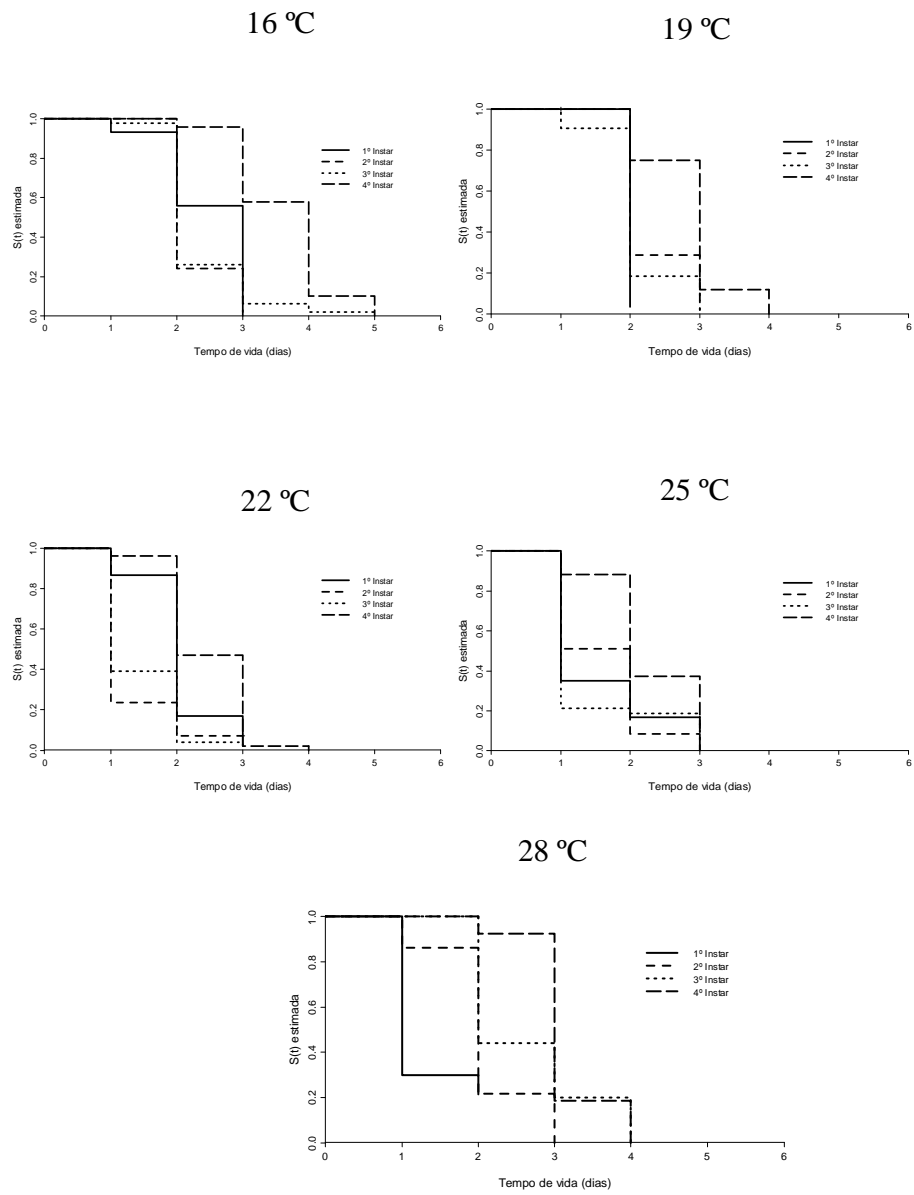 16 ºC
S(t) estimada
0.0 0.2 0.4 0.6 0.8 1.0
1º Instar
2º Instar
3º Instar
4º Instar
0 1 2 3 4 5 6
Tempo de vida (dias)
19 ºC
S(t) estimada
0.0 0.2 0.4 0.6 0.8 1.0
1º Instar
2º Instar
3º Instar
4º Instar
0 1 2 3 4 5 6
Tempo de vida (dias)
22 ºC
S(t) estimada
0.0 0.2 0.4 0.6 0.8 1.0
1º Instar
2º Instar
3º Instar
4º Instar
0 1 2 3 4 5 6
Tempo de vida (dias)
25 ºC
S(t) estimada
0.0 0.2 0.4 0.6 0.8 1.0
1º Instar
2º Instar
3º Instar
4º Instar
0 1 2 3 4 5 6
Tempo de vida (dias)
28 ºC
S(t) estimada
0.0 0.2 0.4 0.6 0.8 1.0
1º Instar
2º Instar
3º Instar
4º Instar
0 1 2 3 4 5 6
Tempo de vida (dias)